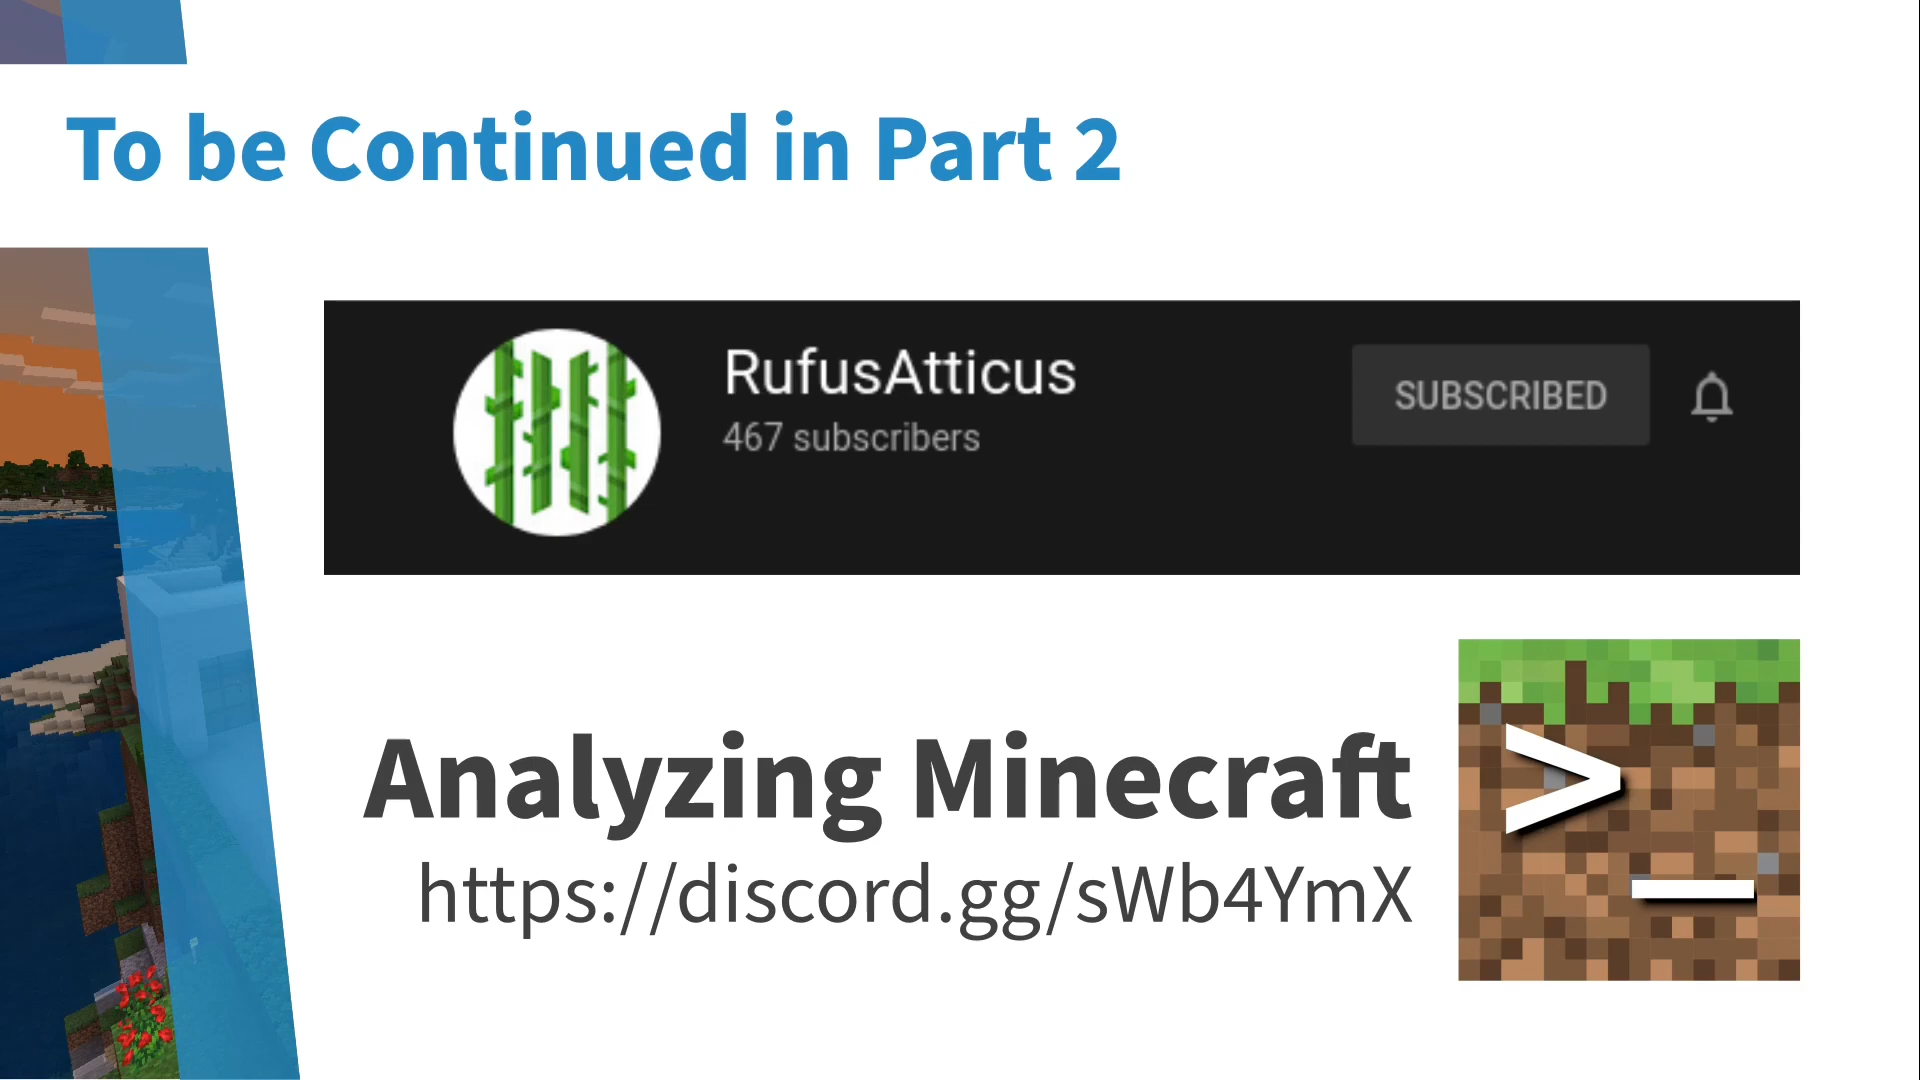 To be Continued in Part 2
RufusAtticus
467 subscribers
SUBSCRIBED
Analyzing Minecraft
https://discord.gg/sWb4YmX
>_